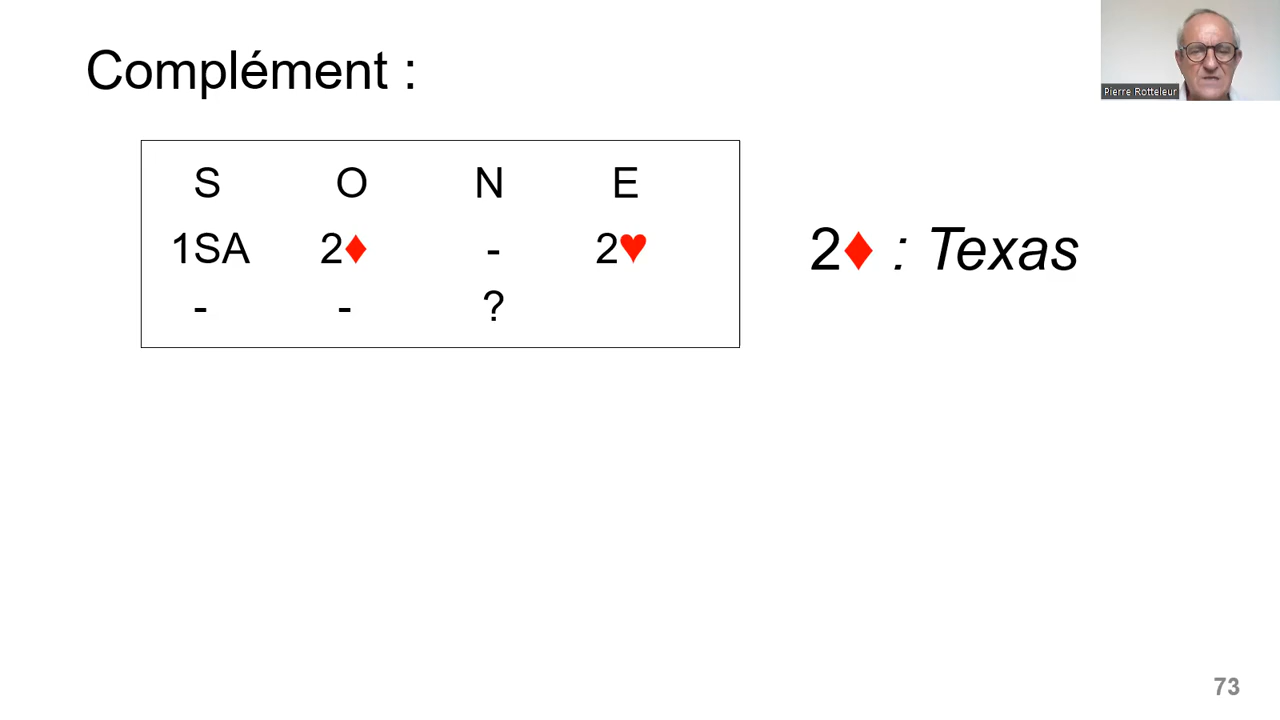 Complément :
Pierre Rotteleur
S O N E
1SA 2♦ - 2♥
- - ?
2♦ : Texas
73